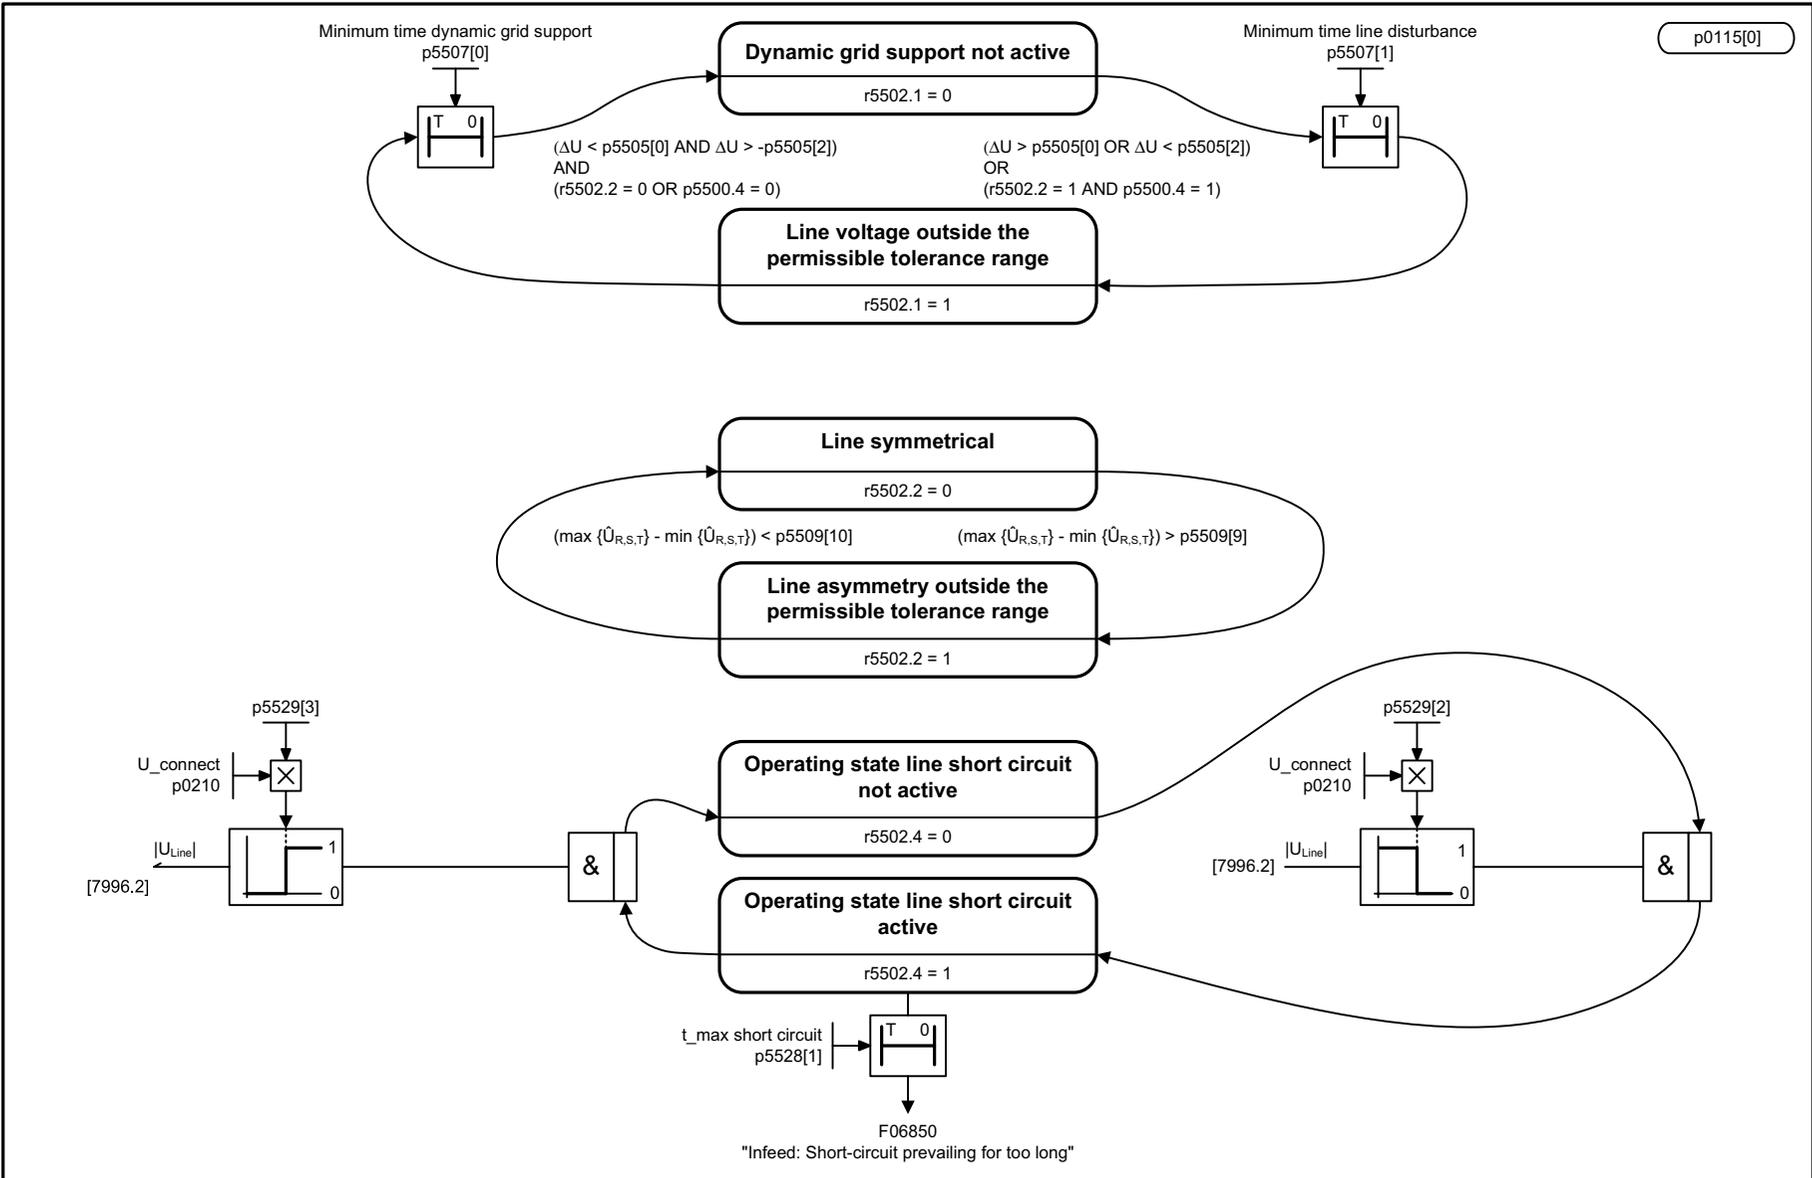 Minimum time dynamic grid support
p5507[0]
Dynamic grid support not active
r5502.1 = 0
Minimum time line disturbance
p5507[1]
p0115[0]
T 0
T 0
(ΔU < p5505[0] AND ΔU > -p5505[2])
AND
(r5502.2 = 0 OR p5500.4 = 0)
(ΔU > p5505[0] OR ΔU < p5505[2])
OR
(r5502.2 = 1 AND p5500.4 = 1)
Line voltage outside the
permissible tolerance range
r5502.1 = 1
Line symmetrical
r5502.2 = 0
(max {ÛR,S,T} - min {ÛR,S,T}) < p5509[10]
(max {ÛR,S,T} - min {ÛR,S,T}) > p5509[9]
Line asymmetry outside the
permissible tolerance range
r5502.2 = 1
p5529[3]
U_connect
p0210
|ULine|
[7996.2]
1
0
&
Operating state line short circuit
not active
r5502.4 = 0
Operating state line short circuit
active
r5502.4 = 1
p5529[2]
U_connect
p0210
|ULine|
[7996.2]
1
0
&
t_max short circuit
p5528[1]
T 0
F06850
"Infeed: Short-circuit prevailing for too long"